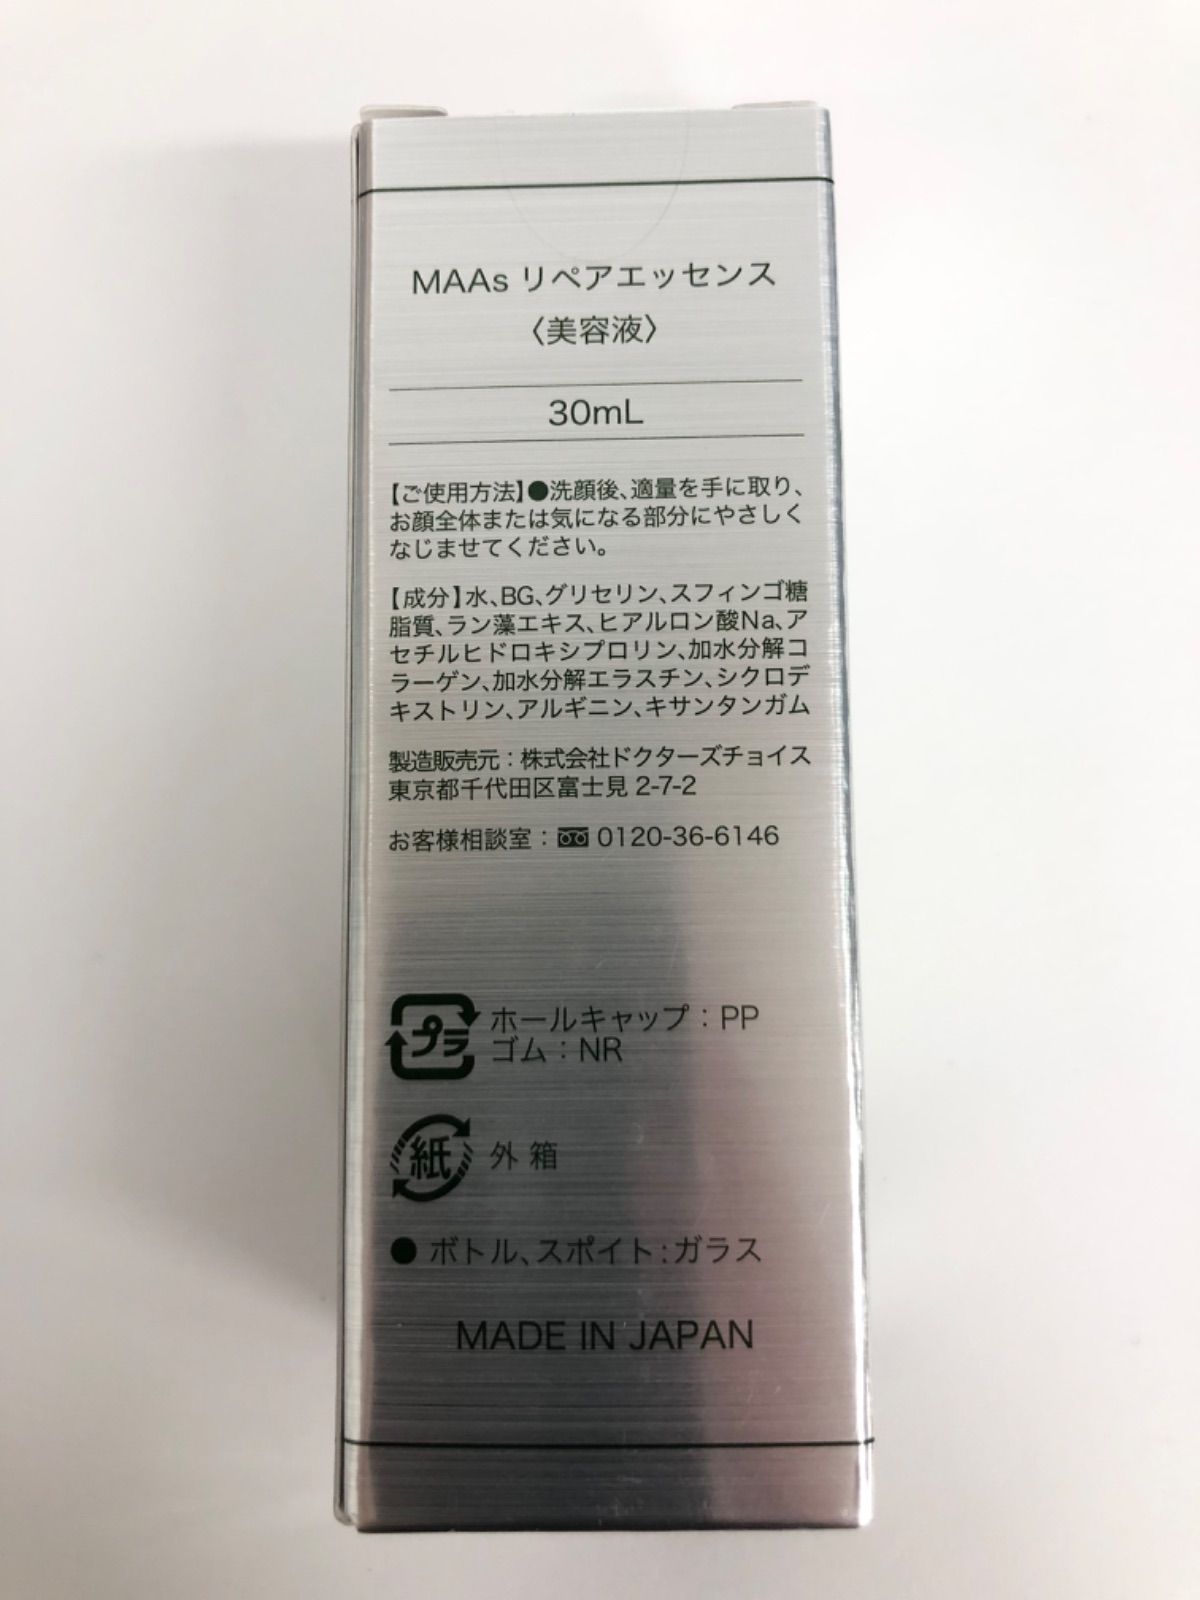 MAAs リペアエッセンス
〈美容液〉
30mL
【ご使用方法】●洗顔後、適量を手に取り、
お顔全体または気になる部分にやさしく
なじませてください。
【成分】水、BG、グリセリン、スフィンゴ糖
脂質、ラン藻エキス、ヒアルロン酸Na、ア
セチルヒドロキシプロリン、加水分解コ
ラーゲン、加水分解エラスチン、シクロデ
キストリン、アルギニン、キサンタンガム
製造販売元：株式会社ドクターズチョイス
東京都千代田区富士見 2-7-2
お客様相談室： 0120-36-6146
プラ ホールキャップ：PP
ゴム：NR
紙 外 箱
● ボトル、スポイト：ガラス
MADE IN JAPAN